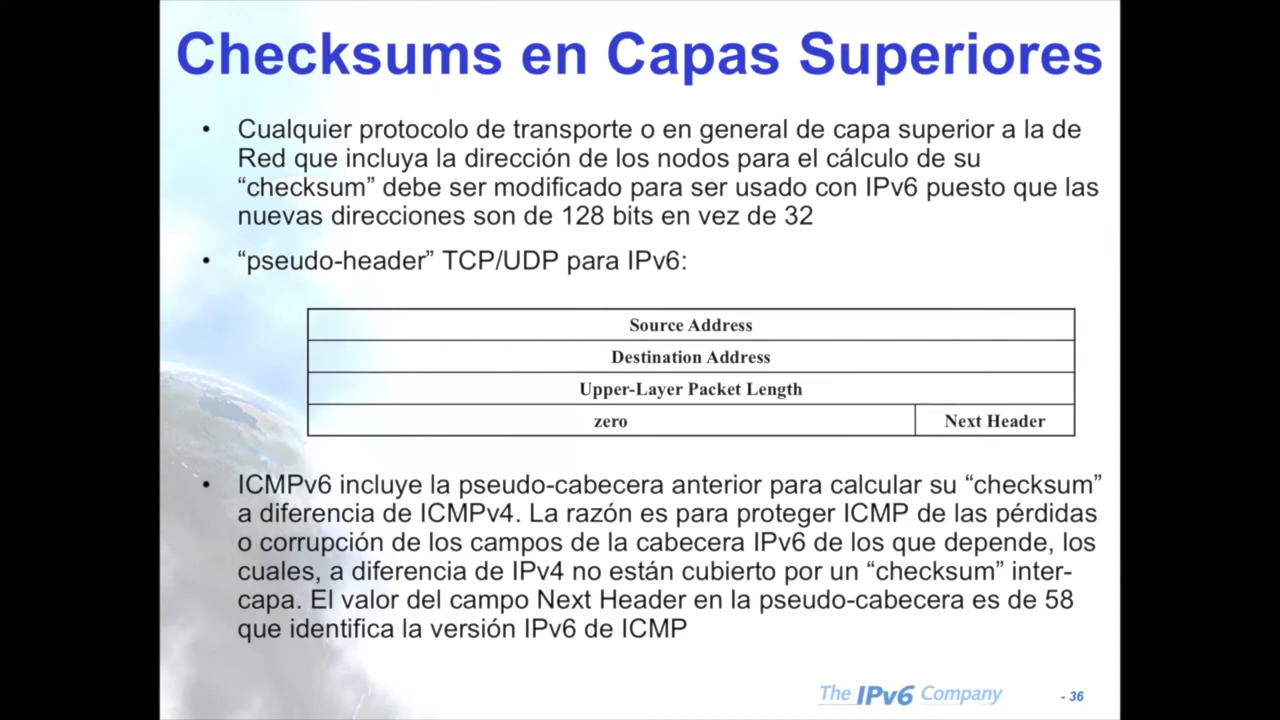 Checksums en Capas Superiores
• Cualquier protocolo de transporte o en general de capa superior a la de
Red que incluya la dirección de los nodos para el cálculo de su
“checksum” debe ser modificado para ser usado con IPv6 puesto que las
nuevas direcciones son de 128 bits en vez de 32
• “pseudo-header” TCP/UDP para IPv6:
Source Address
Destination Address
Upper-Layer Packet Length
zero Next Header
• ICMPv6 incluye la pseudo-cabecera anterior para calcular su “checksum”
a diferencia de ICMPv4. La razón es para proteger ICMP de las pérdidas
o corrupción de los campos de la cabecera IPv6 de los que depende, los
cuales, a diferencia de IPv4 no están cubierto por un “checksum” inter-
capa. El valor del campo Next Header en la pseudo-cabecera es de 58
que identifica la versión IPv6 de ICMP
The IPv6 Company - 36